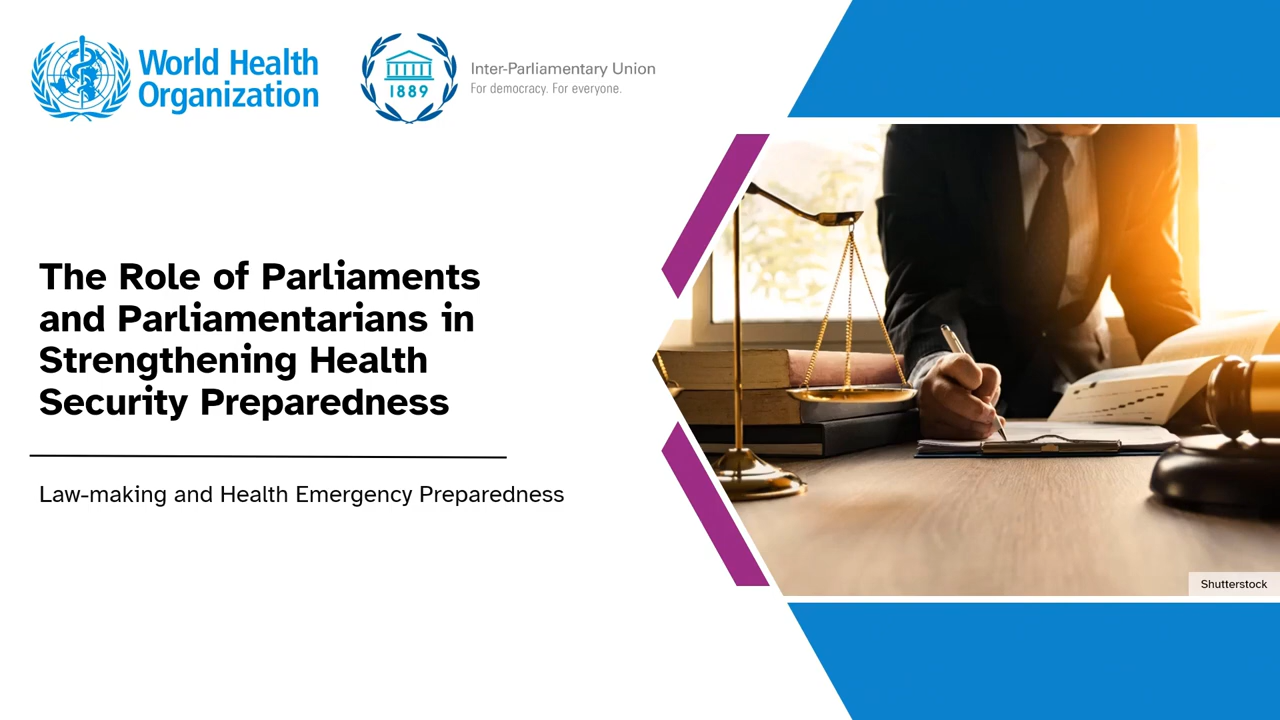 World Health
Organization
1889
Inter-Parliamentary Union
For democracy. For everyone.
The Role of Parliaments
and Parliamentarians in
Strengthening Health
Security Preparedness
Law-making and Health Emergency Preparedness
Shutterstock